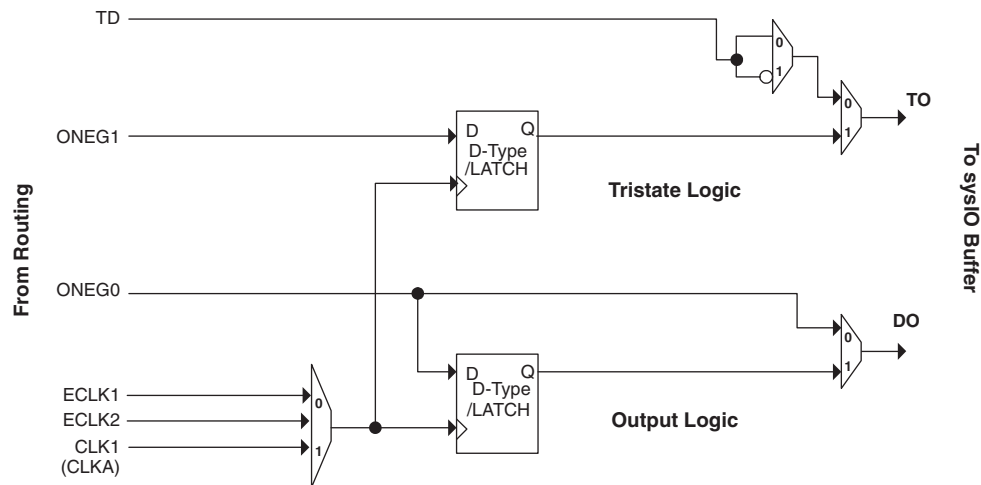 TD
0
1
0
1
TO
ONEG1
D Q
D-Type
/LATCH
Tristate Logic
From Routing
To sysIO Buffer
ONEG0
DO
0
1
D Q
D-Type
/LATCH
Output Logic
ECLK1
ECLK2
CLK1
(CLKA)
0
1